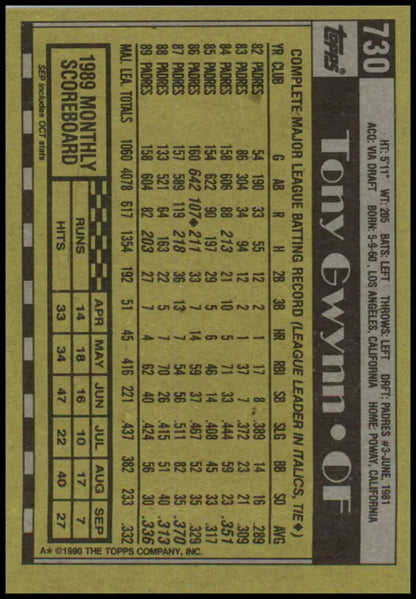 730
Topps
HT: 5'11" WT: 205 BATS: LEFT THROWS: LEFT DRFT: PADRES #3-JUNE, 1981
ACQ: VIA DRAFT BORN: 5-9-60, LOS ANGELES, CALIFORNIA HOME: POWAY, CALIFORNIA
Tony Gwynn • OF
COMPLETE MAJOR LEAGUE BATTING RECORD (LEAGUE LEADER IN ITALICS, TIE♦)
YR CLUB G AB R H 2B 3B HR RBI SB SLG BB SO AVG
82 PADRES 54 190 33 55 12 2 1 17 8 .389 14 16 .289
83 PADRES 86 304 34 94 12 2 1 37 7 .372 23 21 .309
84 PADRES 158 606 88 213 21 10 5 71 33 .444 59 23 .351
85 PADRES 154 622 90 197 29 5 6 46 14 .408 45 33 .317
86 PADRES 160 642 107♦ 211 33 7 14 59 37 .467 52 35 .329
87 PADRES 157 589 119 218 36 13 7 54 56 .511 82 35 .370
88 PADRES 133 521 64 163 22 5 7 70 26 .415 51 40 .313
89 PADRES 158 604 82 203 27 7 4 62 40 .424 56 30 .336
MAJ. LEA. TOTALS 1060 4078 617 1354 192 51 45 416 221 .437 382 233 .332
1989 MONTHLY SCOREBOARD
APR MAY JUN JUL AUG SEP
RUNS 14 18 16 10 17 7
HITS 33 34 47 22 40 27
SEP includes OCT stats
A* ©1990 THE TOPPS COMPANY, INC.